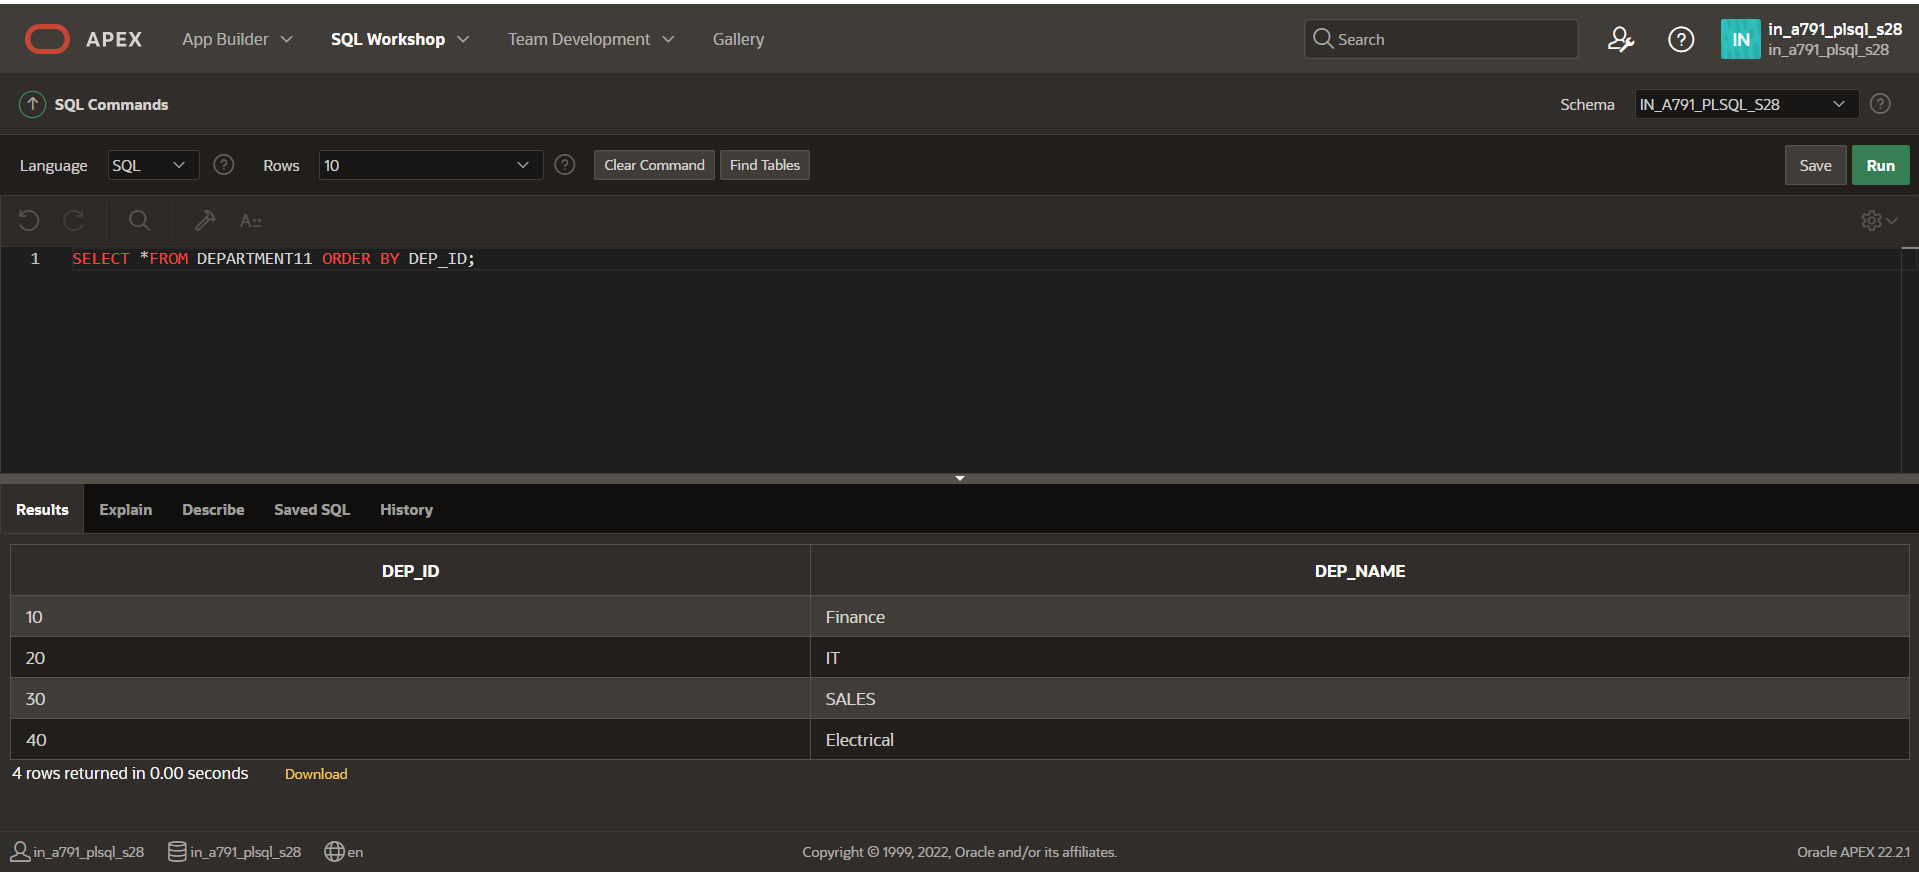 APEX App Builder SQL Workshop Team Development Gallery Search IN in_a791_plsql_s28
in_a791_plsql_s28
SQL Commands Schema IN_A791_PLSQL_S28
Language SQL Rows 10 Clear Command Find Tables Save Run
A::
1 SELECT *FROM DEPARTMENT11 ORDER BY DEP_ID;
Results Explain Describe Saved SQL History
DEP_ID DEP_NAME
10 Finance
20 IT
30 SALES
40 Electrical
4 rows returned in 0.00 seconds Download
in_a791_plsql_s28 in_a791_plsql_s28 en Copyright © 1999, 2022, Oracle and/or its affiliates. Oracle APEX 22.2.1